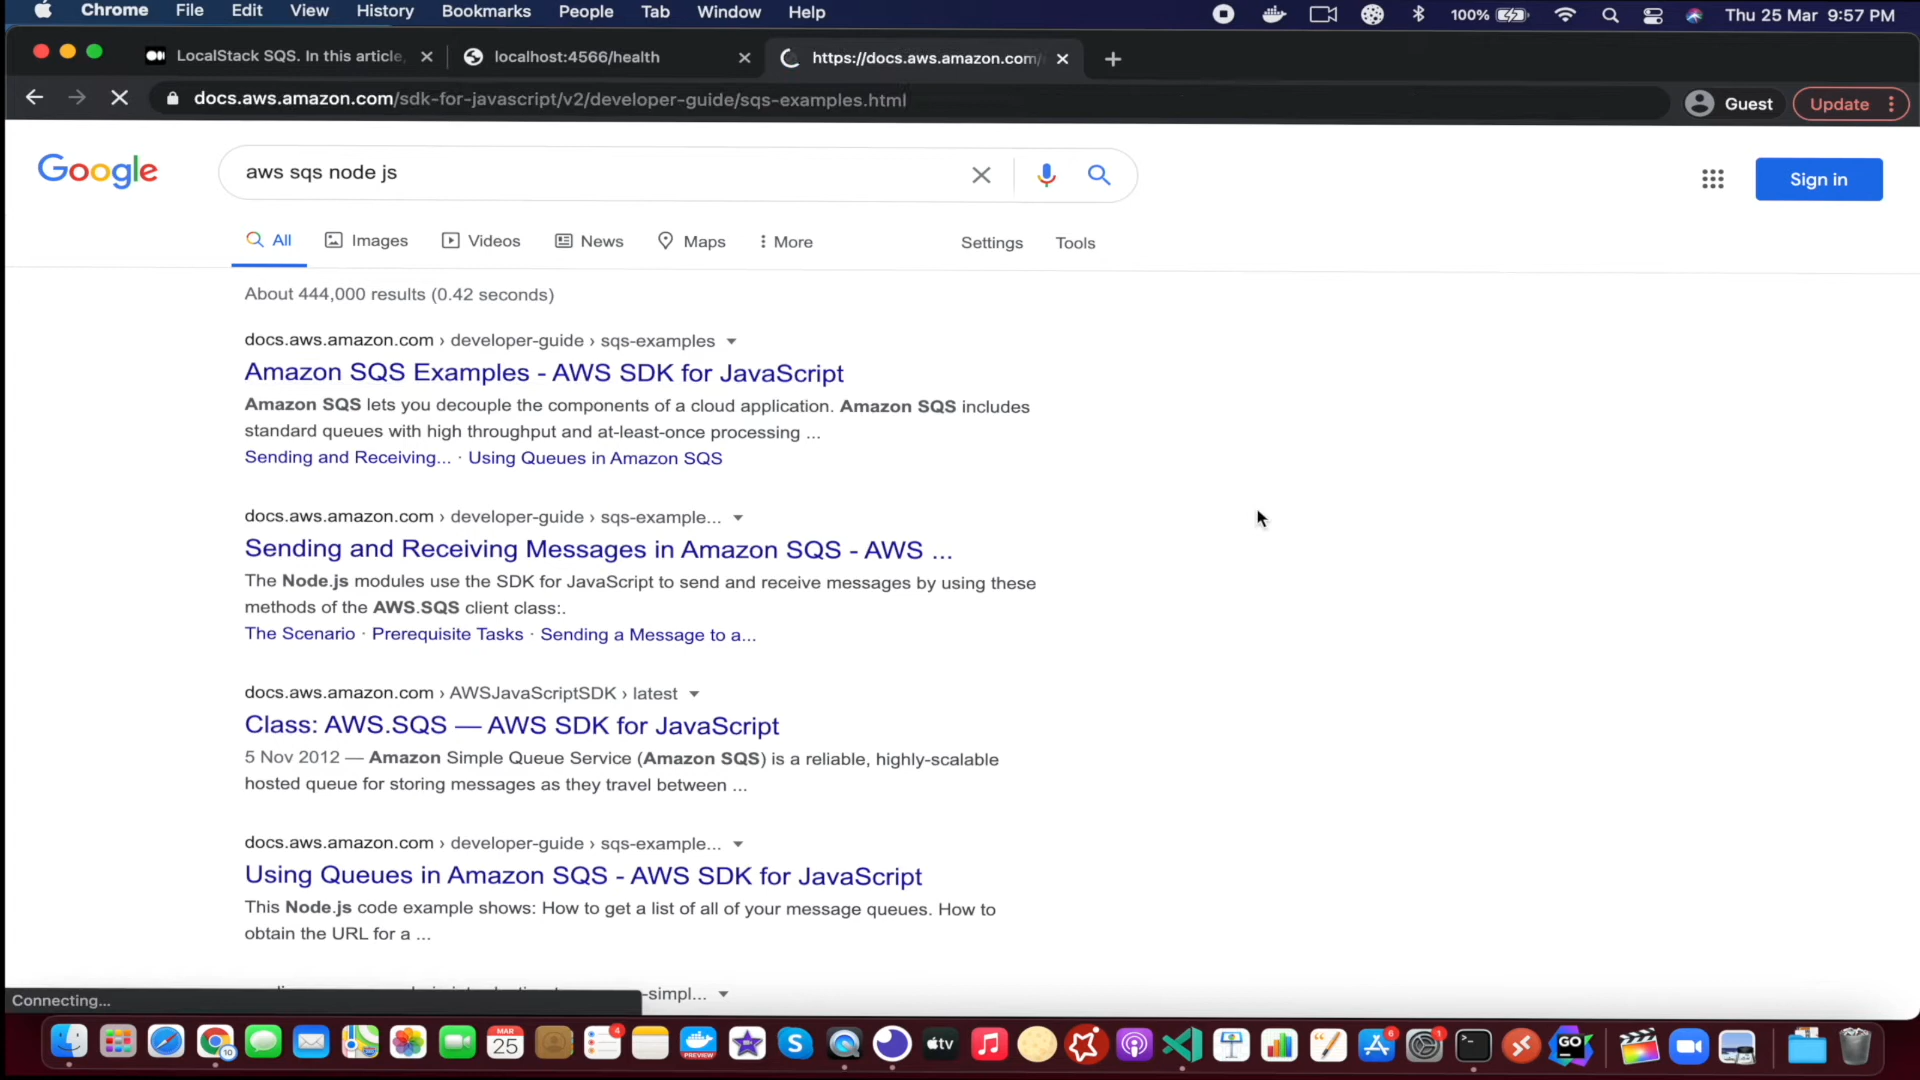 Chrome File Edit View History Bookmarks People Tab Window Help 100% Thu 25 Mar 9:57 PM
LocalStack SQS. In this article, localhost:4566/health https://docs.aws.amazon.com/
docs.aws.amazon.com/sdk-for-javascript/v2/developer-guide/sqs-examples.html Guest Update
Google aws sqs node js Sign in
All Images Videos News Maps More Settings Tools
About 444,000 results (0.42 seconds)
docs.aws.amazon.com › developer-guide › sqs-examples
Amazon SQS Examples - AWS SDK for JavaScript
Amazon SQS lets you decouple the components of a cloud application. Amazon SQS includes
standard queues with high throughput and at-least-once processing ...
Sending and Receiving... · Using Queues in Amazon SQS
docs.aws.amazon.com › developer-guide › sqs-example...
Sending and Receiving Messages in Amazon SQS - AWS ...
The Node.js modules use the SDK for JavaScript to send and receive messages by using these
methods of the AWS.SQS client class:.
The Scenario · Prerequisite Tasks · Sending a Message to a...
docs.aws.amazon.com › AWSJavaScriptSDK › latest
Class: AWS.SQS — AWS SDK for JavaScript
5 Nov 2012 — Amazon Simple Queue Service (Amazon SQS) is a reliable, highly-scalable
hosted queue for storing messages as they travel between ...
docs.aws.amazon.com › developer-guide › sqs-example...
Using Queues in Amazon SQS - AWS SDK for JavaScript
This Node.js code example shows: How to get a list of all of your message queues. How to
obtain the URL for a ...
-simpl...
Connecting...
10 MAR 25 4 PREVIEW tv 6 1 >_ GO